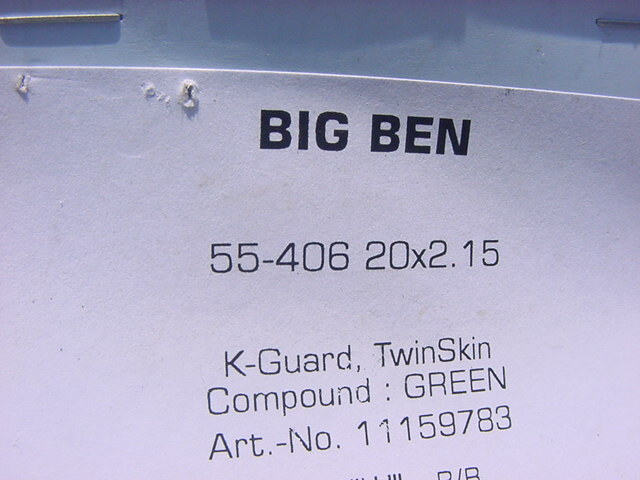 BIG BEN
55-406 20x2.15
K-Guard, TwinSkin
Compound : GREEN
Art.-No. 11159783